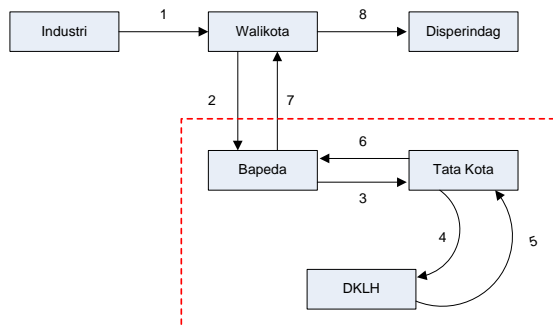 Industri
1
Walikota
8
Disperindag
2
7
Bapeda
6
3
Tata Kota
4
5
DKLH